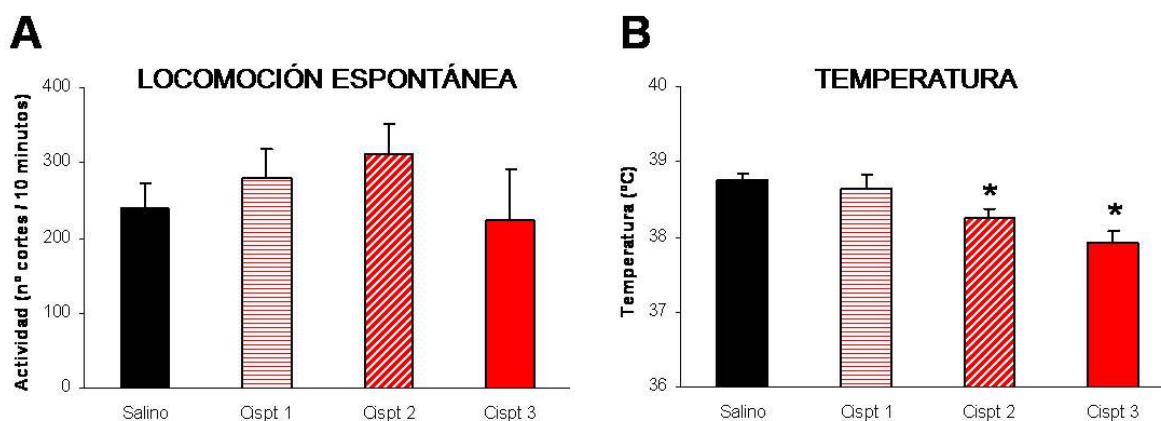 A
LOCOMOCIÓN ESPONTÁNEA
Actividad (nº cortes / 10 minutos)
400
300
200
100
0
Salino Cispt 1 Cispt 2 Cispt 3
B
TEMPERATURA
Temperatura (ºC)
40
39
38
37
36
*
*
Salino Cispt 1 Cispt 2 Cispt 3